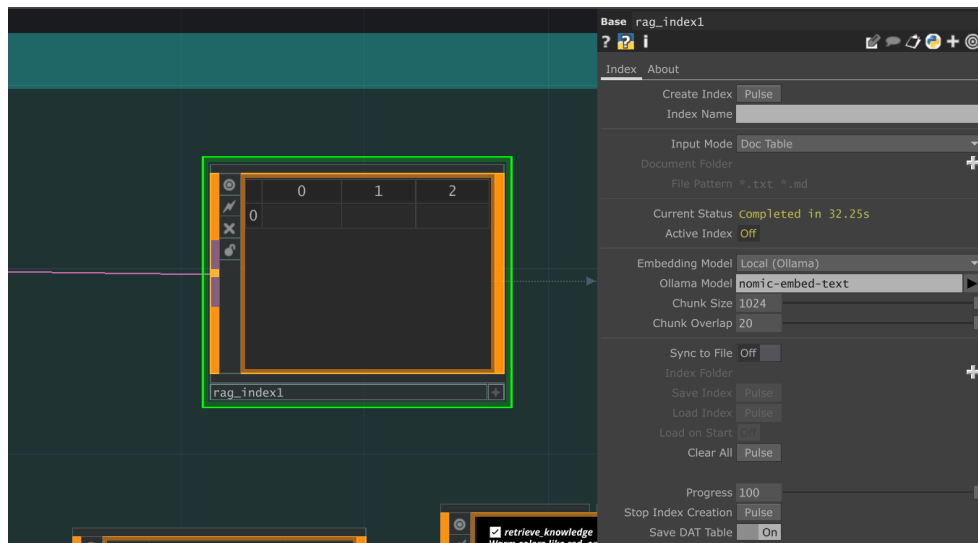 Base rag_index1
? ? i
Index About
Create Index Pulse
Index Name
Input Mode Doc Table
Document Folder
File Pattern *.txt *.md
Current Status Completed in 32.25s
Active Index Off
Embedding Model Local (Ollama)
Ollama Model nomic-embed-text
Chunk Size 1024
Chunk Overlap 20
Sync to File Off
Index Folder
Save Index Pulse
Load Index Pulse
Load on Start Off
Clear All Pulse
Progress 100
Stop Index Creation Pulse
Save DAT Table On
0 1 2
0
rag_index1
retrieve_knowledge